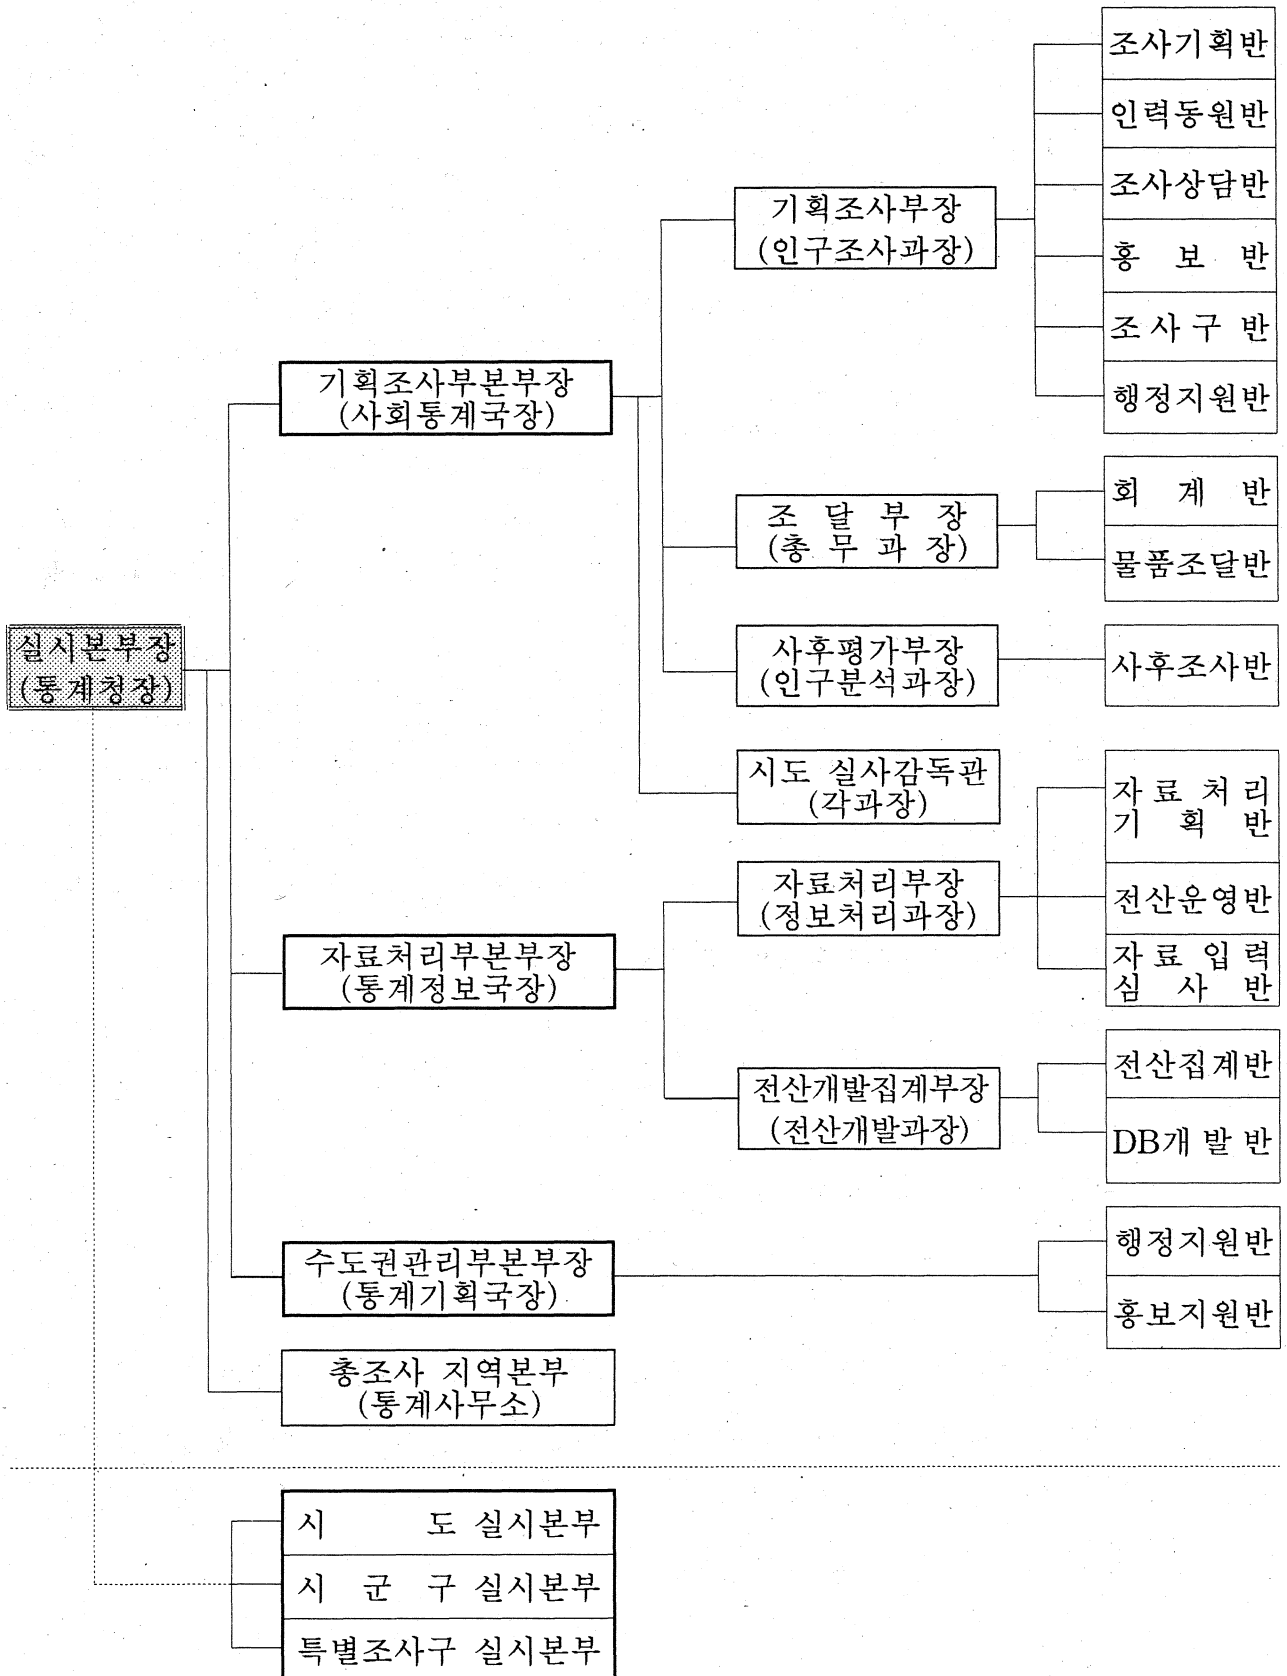 조사기획반
인력동원반
조사상담반
홍 보 반
조사구 반
행정지원반
기획조사부장
(인구조사과장)
기획조사부본부장
(사회통계국장)
조 달 부 장
(총 무 과 장)
회 계 반
물품조달반
실시본부장
(통계청장)
사후평가부장
(인구분석과장)
사후조사반
시도 실사감독관
(각과장)
자료처리부장
(정보처리과장)
자 료 처 리
기 획 반
전산운영반
자 료 입 력
심 사 반
자료처리부본부장
(통계정보국장)
전산개발집계부장
(전산개발과장)
전산집계반
DB개 발 반
수도권관리부본부장
(통계기획국장)
행정지원반
홍보지원반
총조사 지역본부
(통계사무소)
시 도 실시본부
시 군 구 실시본부
특별조사구 실시본부